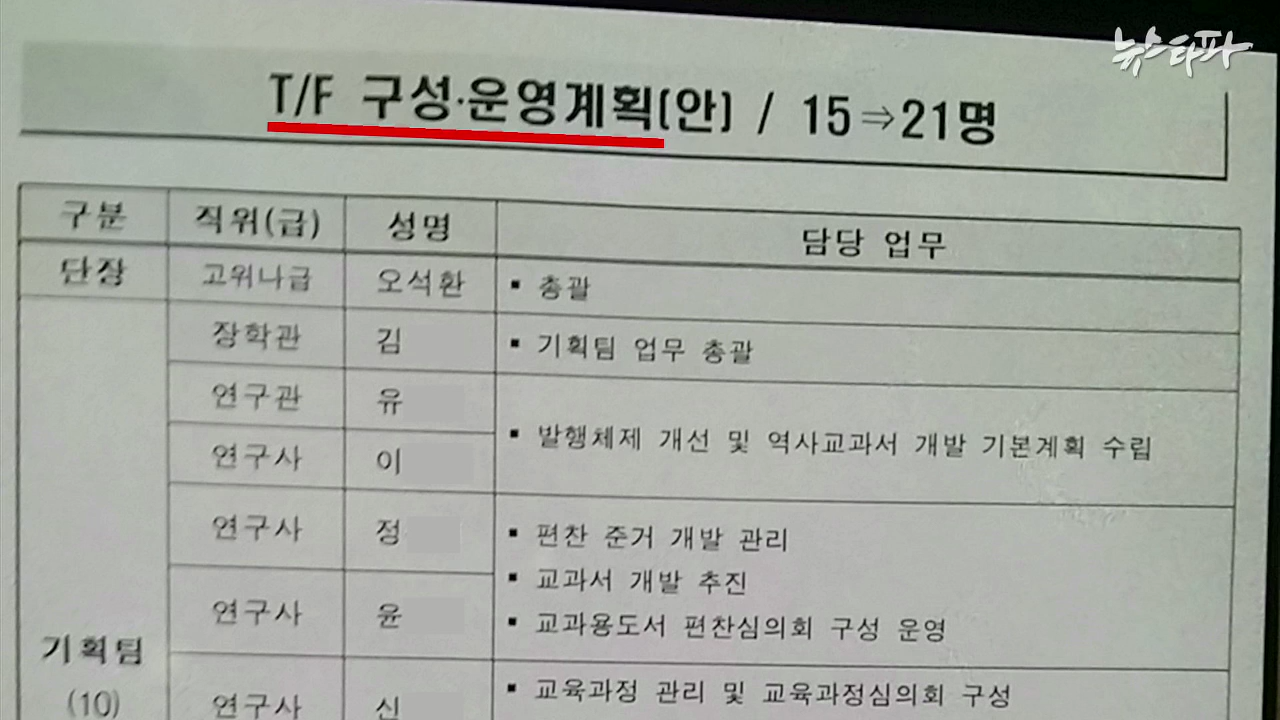 뉴스타파
T/F 구성·운영계획(안) / 15⇒21명
구분 직위(급) 성명 담당 업무
단장 고위나급 오석환 ▪ 총괄
장학관 김 ▪ 기획팀 업무 총괄
연구관 유
▪ 발행체제 개선 및 역사교과서 개발 기본계획 수립
연구사 이
연구사 정 ▪ 편찬 준거 개발 관리
▪ 교과서 개발 추진
연구사 윤 ▪ 교과용도서 편찬심의회 구성 운영
기획팀
(10)
연구사 신 ▪ 교육과정 관리 및 교육과정심의회 구성